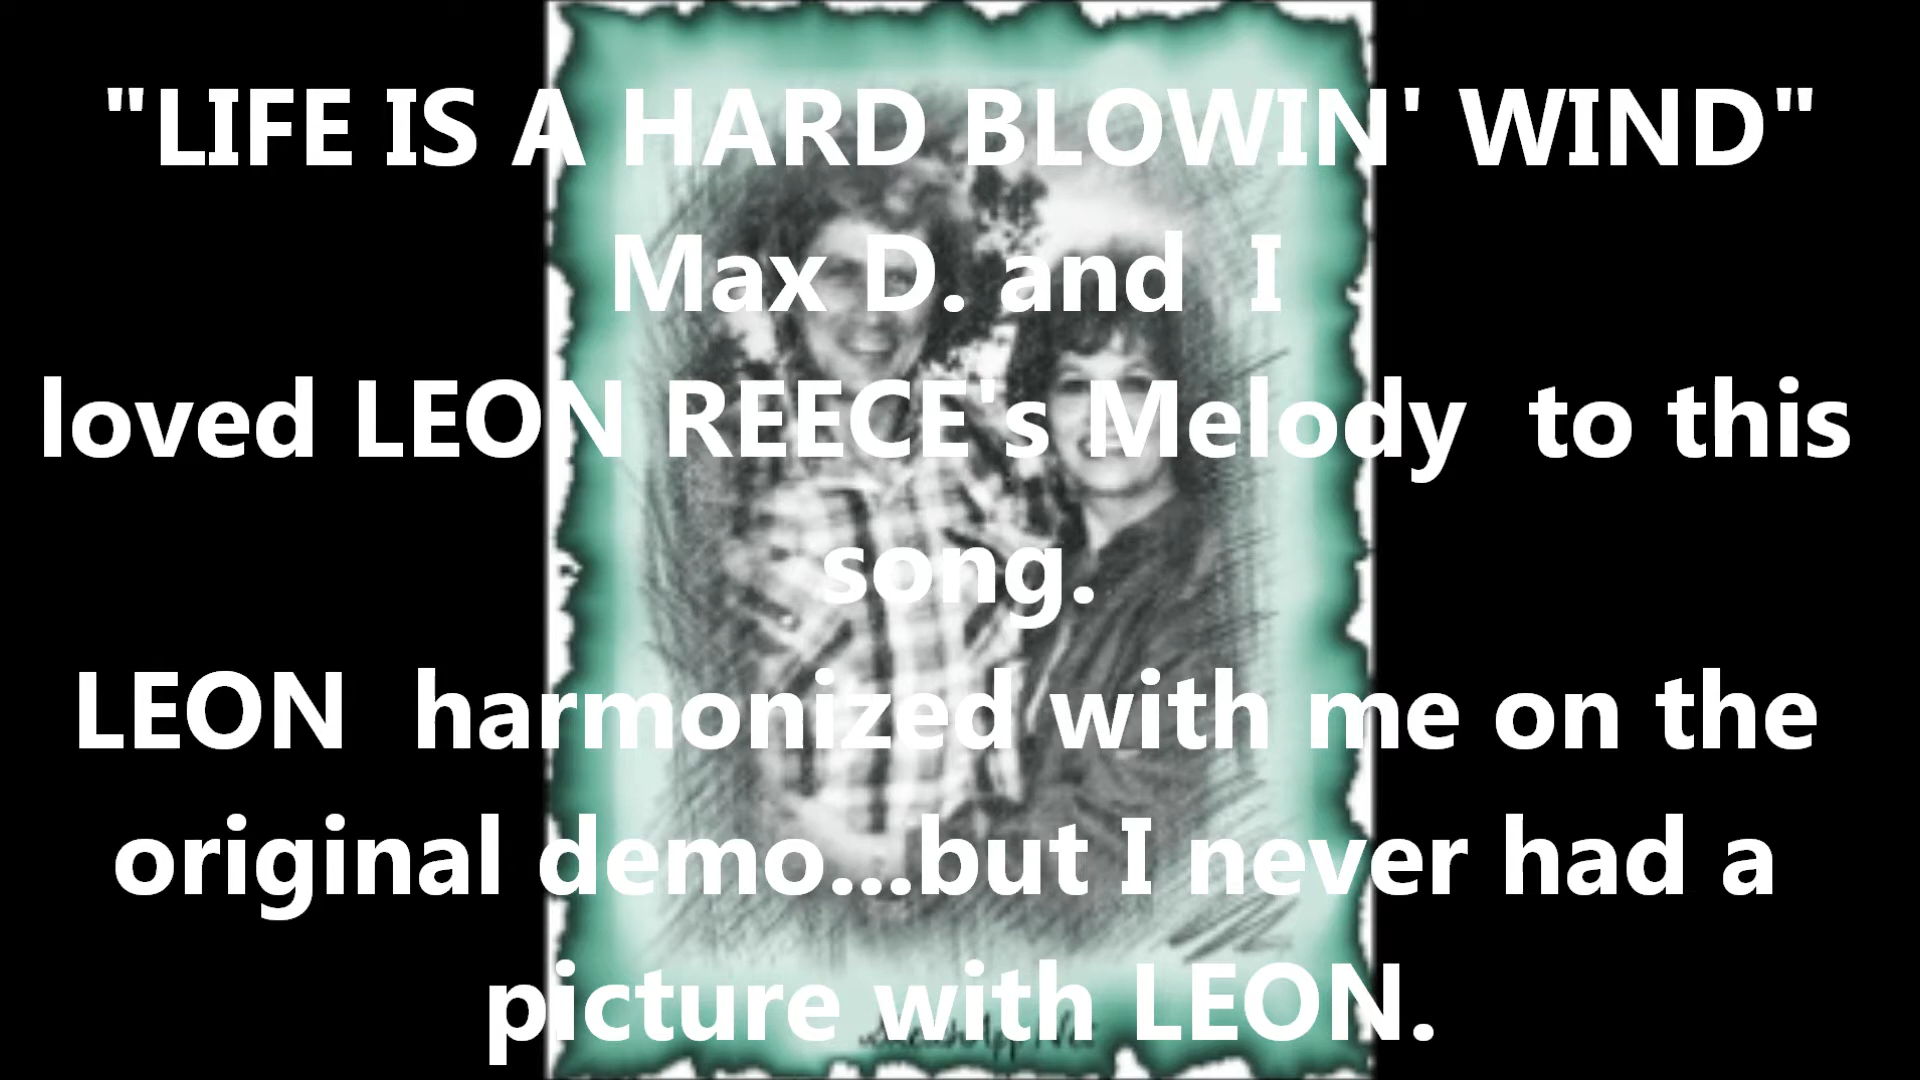 "LIFE IS A HARD BLOWIN' WIND"
Max D. and I
loved LEON REECE's Melody to this
song.
LEON harmonized with me on the
original demo...but I never had a
picture with LEON.